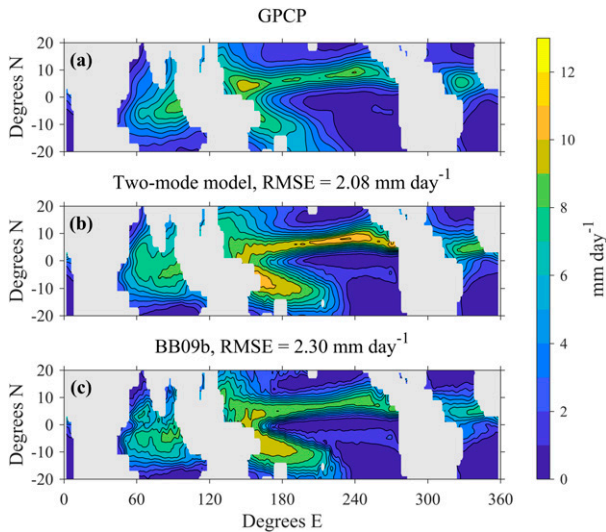 GPCP
20
10
0
-10
-20
Degrees N
(a)
Two-mode model, RMSE = 2.08 mm day-1
20
10
0
-10
-20
Degrees N
(b)
BB09b, RMSE = 2.30 mm day-1
20
10
0
-10
-20
Degrees N
(c)
0 60 120 180 240 300 360
Degrees E
12
10
8
6
4
2
0
mm day-1